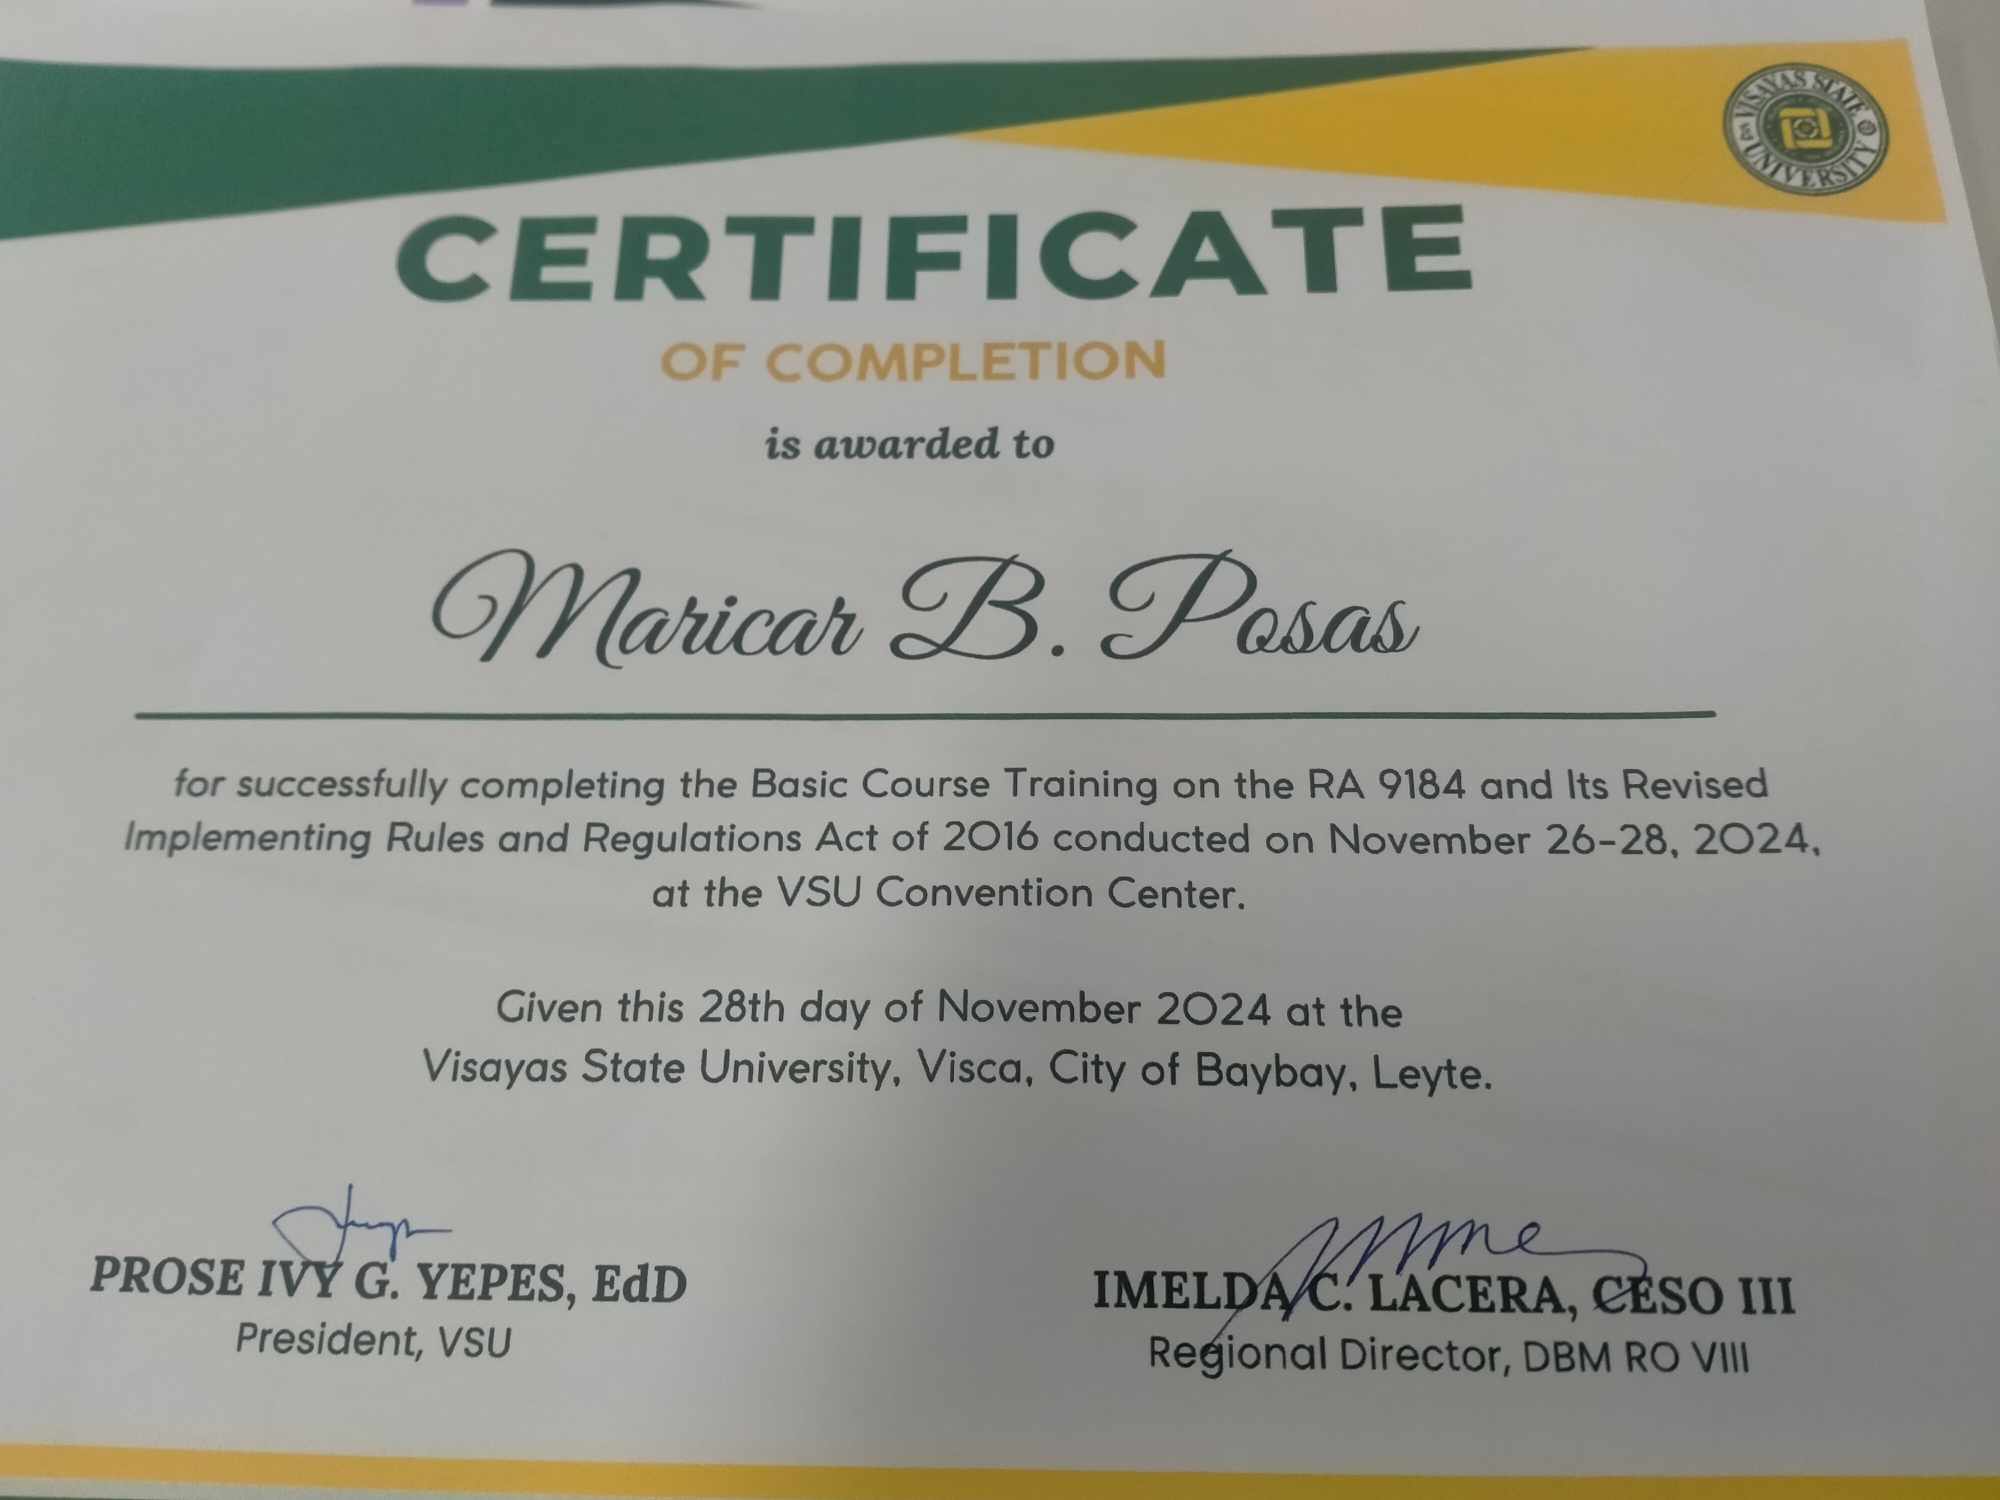 VISAYAS STATE
UNIVERSITY
CERTIFICATE
OF COMPLETION
is awarded to
Maricar B. Posas
for successfully completing the Basic Course Training on the RA 9184 and Its Revised
Implementing Rules and Regulations Act of 2016 conducted on November 26-28, 2024,
at the VSU Convention Center.
Given this 28th day of November 2024 at the
Visayas State University, Visca, City of Baybay, Leyte.
PROSE IVY G. YEPES, EdD
President, VSU
IMELDA C. LACERA, CESO III
Regional Director, DBM RO VIII